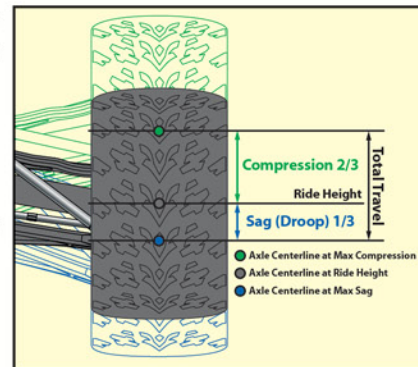 Compression 2/3
Total Travel
Ride Height
Sag (Droop) 1/3
Axle Centerline at Max Compression
Axle Centerline at Ride Height
Axle Centerline at Max Sag